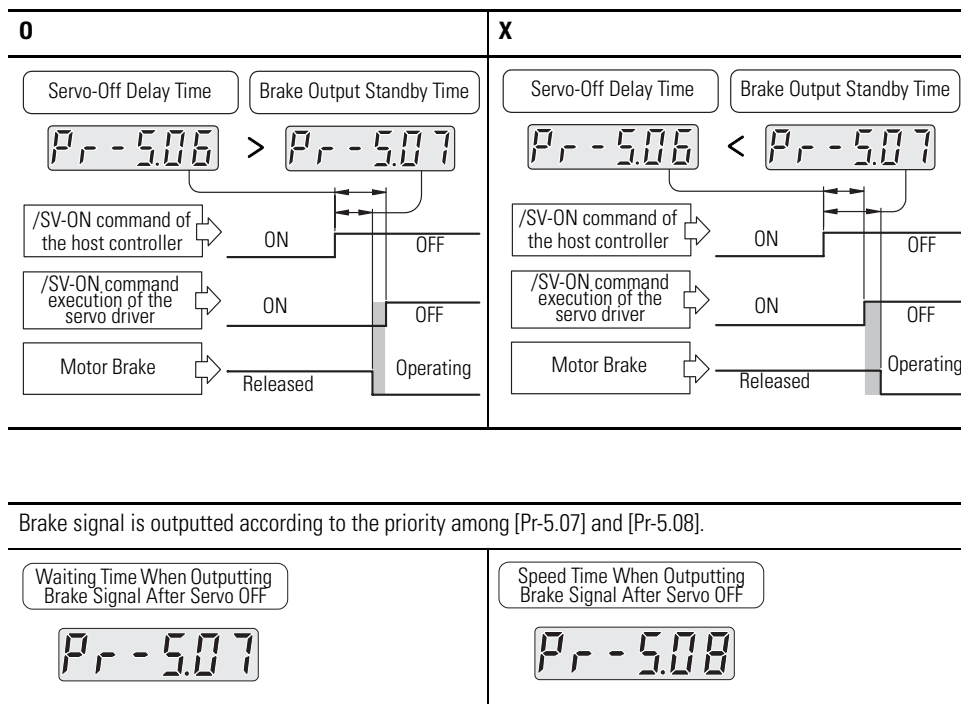 O
X
Servo-Off Delay Time
Brake Output Standby Time
Pr - 5.06 > Pr - 5.07
/SV-ON command of
the host controller
ON
OFF
/SV-ON command
execution of the
servo driver
ON
OFF
Motor Brake
Released
Operating
Servo-Off Delay Time
Brake Output Standby Time
Pr - 5.06 < Pr - 5.07
/SV-ON command of
the host controller
ON
OFF
/SV-ON command
execution of the
servo driver
ON
OFF
Motor Brake
Released
Operating
Brake signal is outputted according to the priority among [Pr-5.07] and [Pr-5.08].
Waiting Time When Outputting
Brake Signal After Servo OFF
Pr - 5.07
Speed Time When Outputting
Brake Signal After Servo OFF
Pr - 5.08